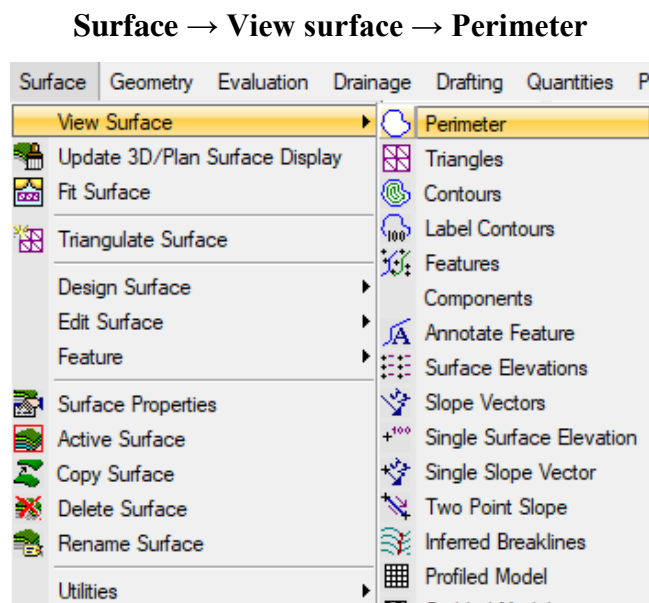 Surface → View surface → Perimeter
Surface Geometry Evaluation Drainage Drafting Quantities P
View Surface
Update 3D/Plan Surface Display
Fit Surface
Triangulate Surface
Design Surface
Edit Surface
Feature
Surface Properties
Active Surface
Copy Surface
Delete Surface
Rename Surface
Utilities
Perimeter
Triangles
Contours
100
Label Contours
Features
Components
A
Annotate Feature
Surface Elevations
Slope Vectors
+100
Single Surface Elevation
Single Slope Vector
Two Point Slope
Inferred Breaklines
Profiled Model